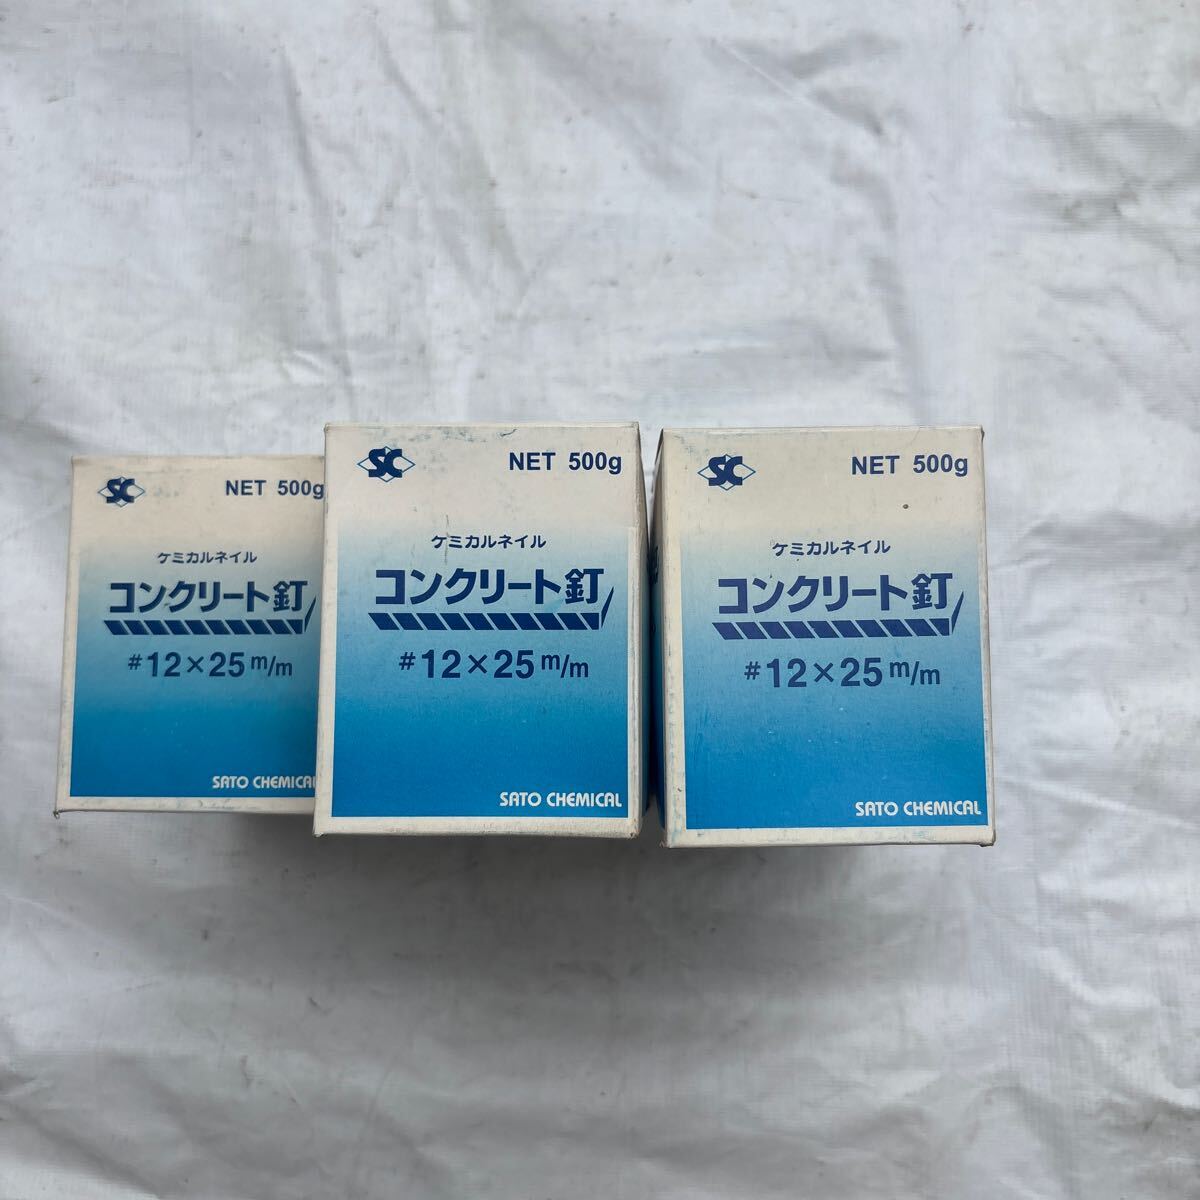 SC
NET 500g
ケミカルネイル
コンクリート釘
#12×25m/m
SATO CHEMICAL
SC
NET 500g
ケミカルネイル
コンクリート釘
#12×25m/m
SATO CHEMICAL
SC
NET 500g
ケミカルネイル
コンクリート釘
#12×25m/m
SATO CHEMICAL